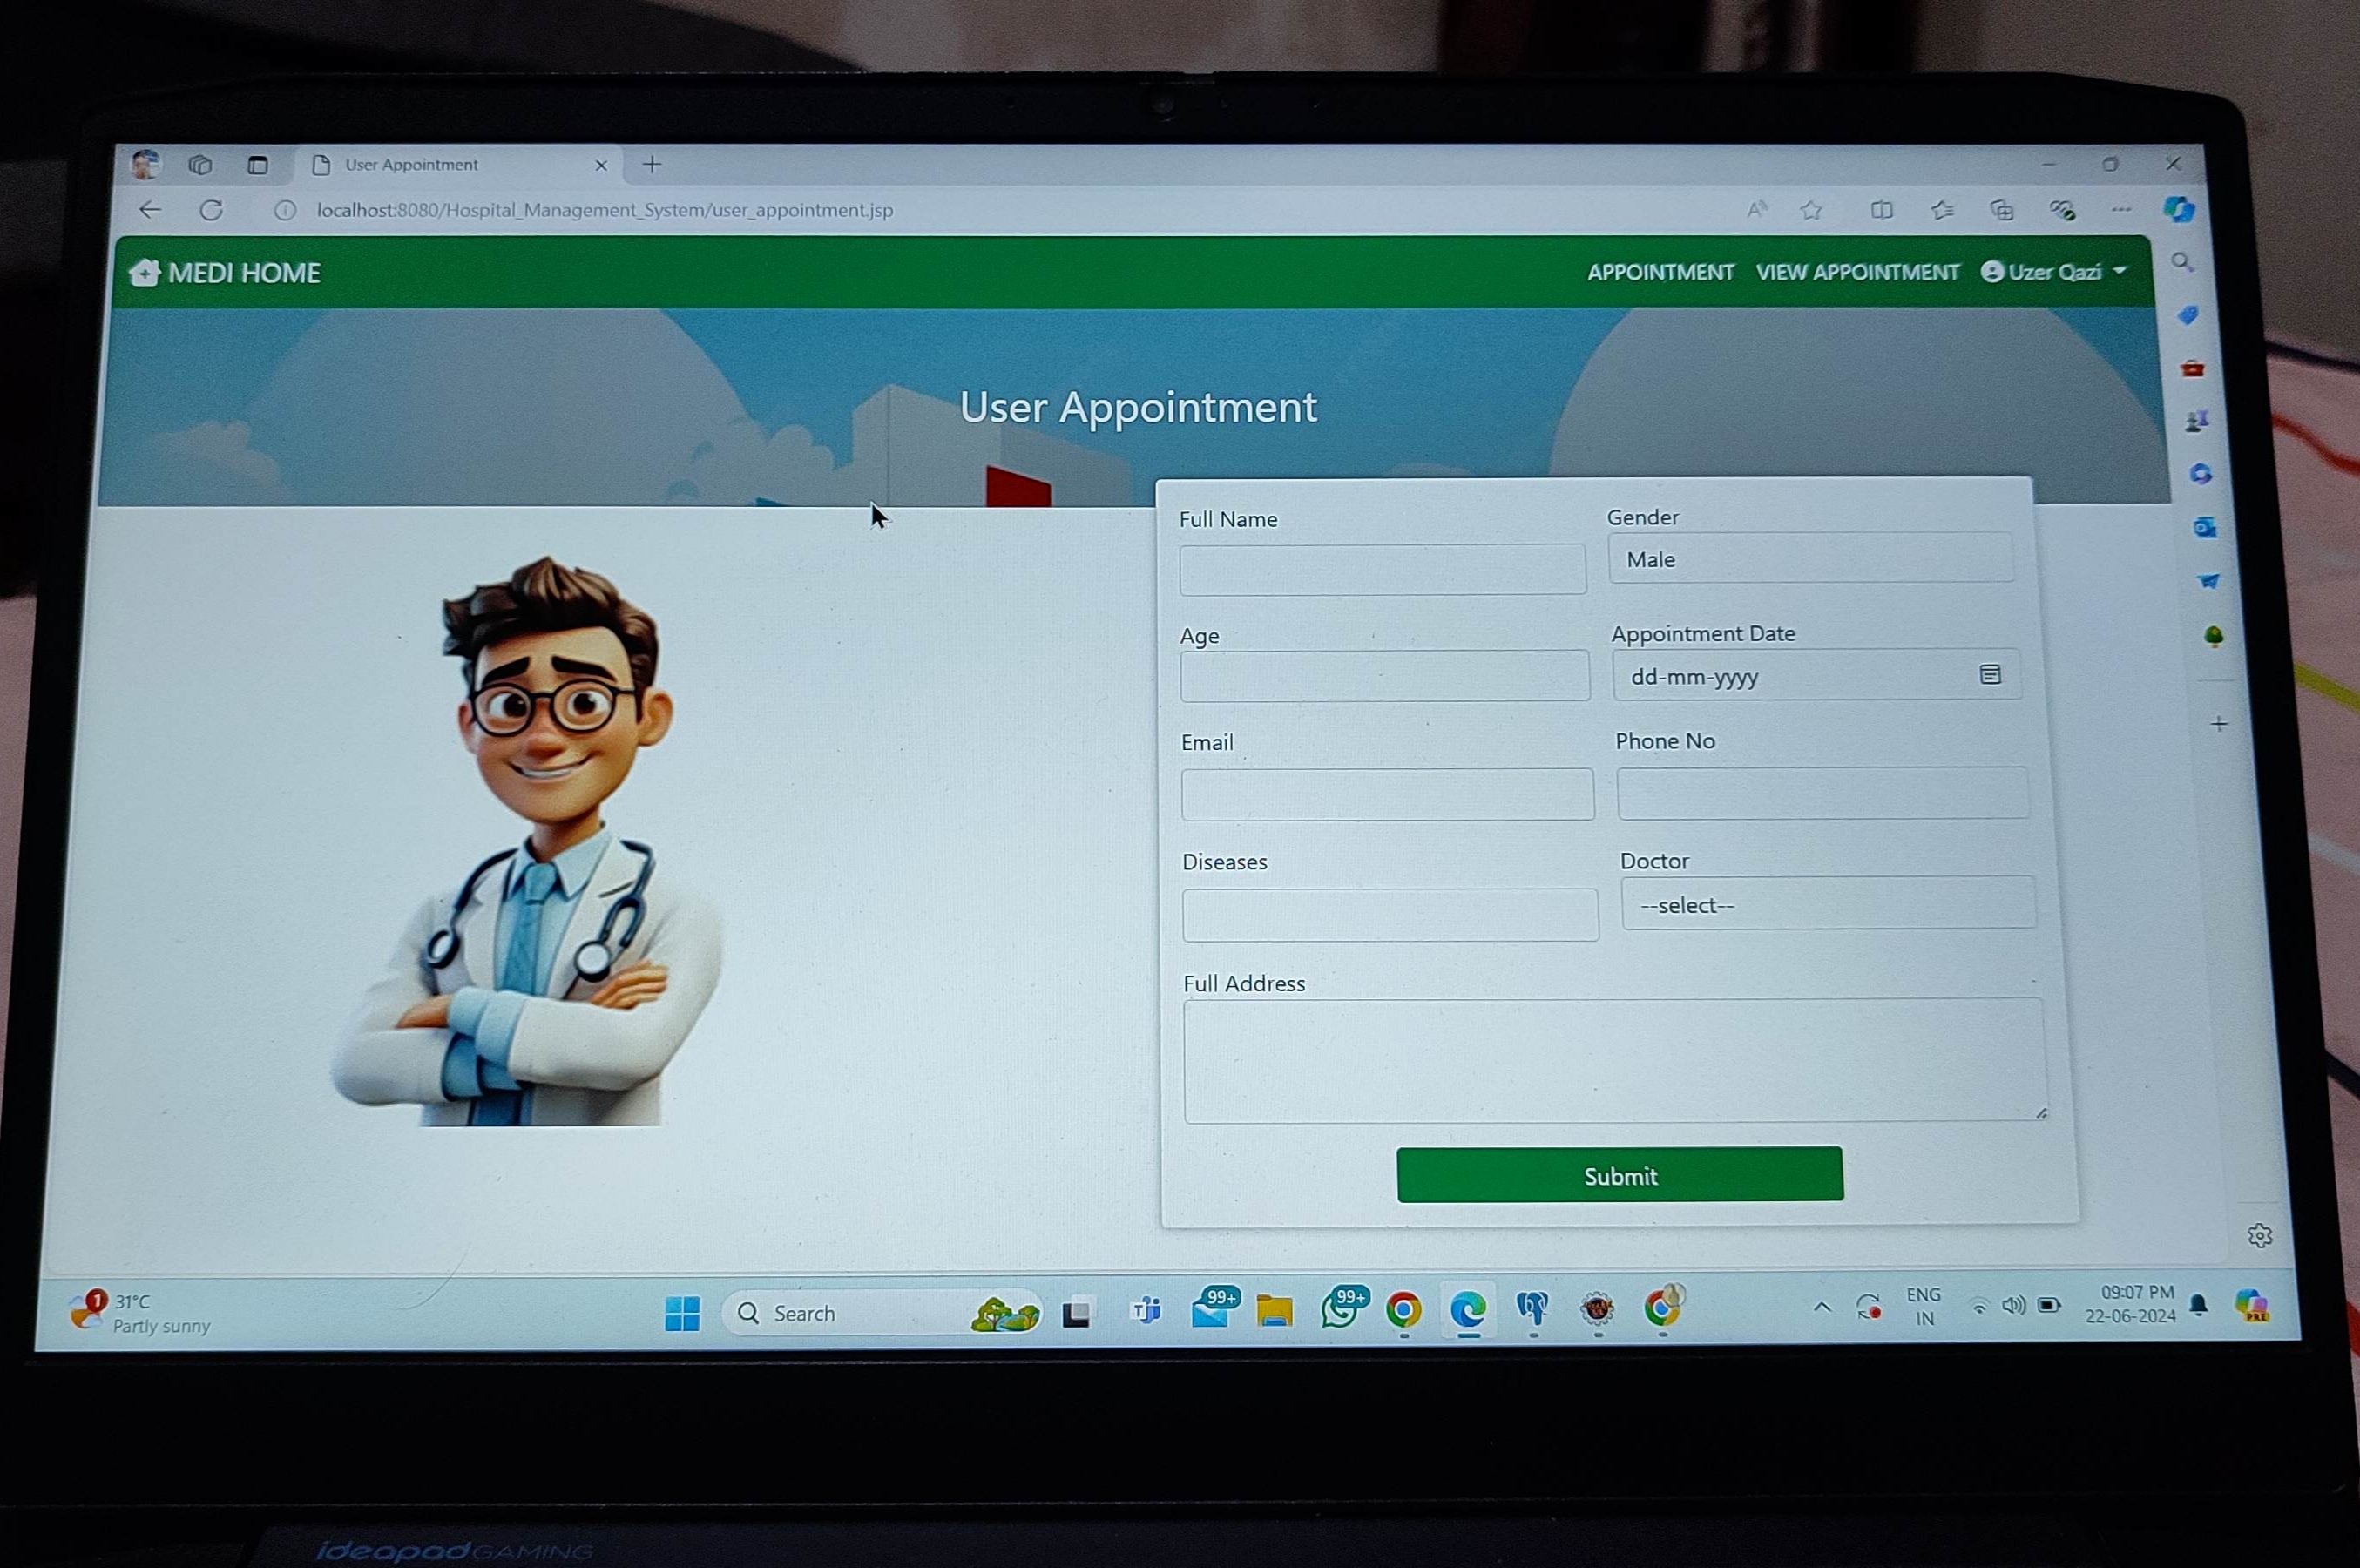 User Appointment
localhost:8080/Hospital_Management_System/user_appointment.jsp
MEDI HOME
APPOINTMENT VIEW APPOINTMENT Uzer Qazi
User Appointment
Full Name
Gender
Male
Age
Appointment Date
dd-mm-yyyy
Email
Phone No
Diseases
Doctor
--select--
Full Address
Submit
1
31°C
Partly sunny
Search
99+
99+
ENG
IN
09:07 PM
22-06-2024
PRE
ideapad GAMING